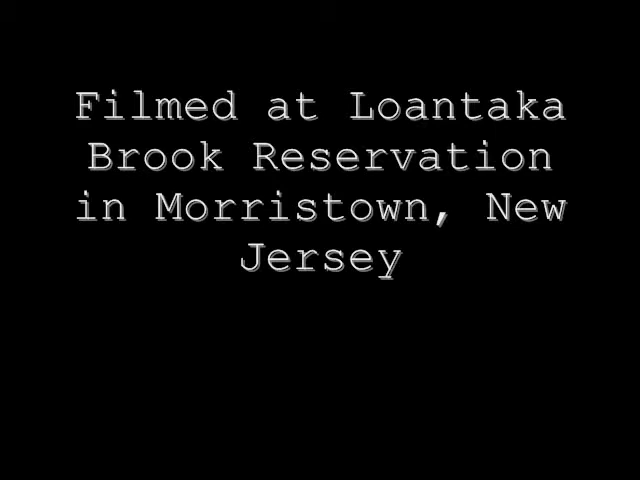 Filmed at Loantaka
Brook Reservation
in Morristown, New
Jersey